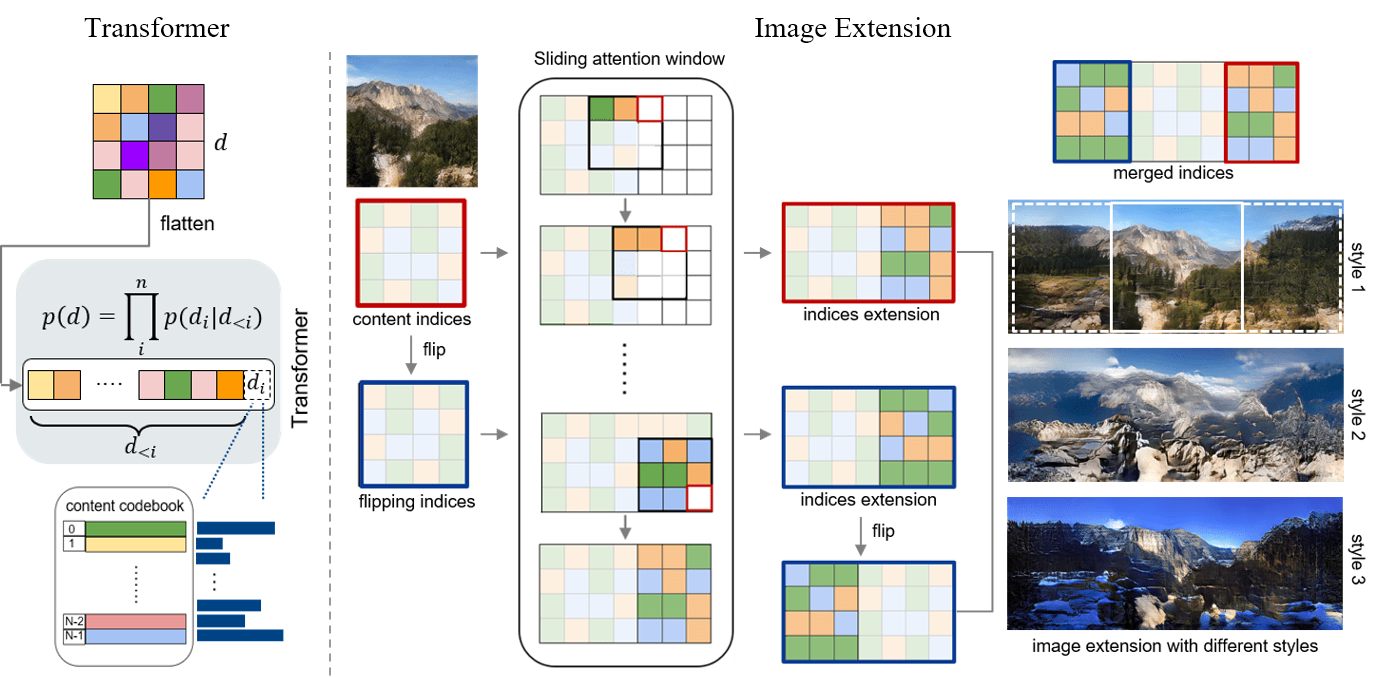 Transformer
d
flatten
p(d) = ∏ p(d_i|d_{<i})
n
i
d_i
d_{<i}
Transformer
content codebook
0
1
N-2
N-1
Image Extension
content indices
flip
flipping indices
Sliding attention window
indices extension
indices extension
flip
merged indices
style 1
style 2
style 3
image extension with different styles